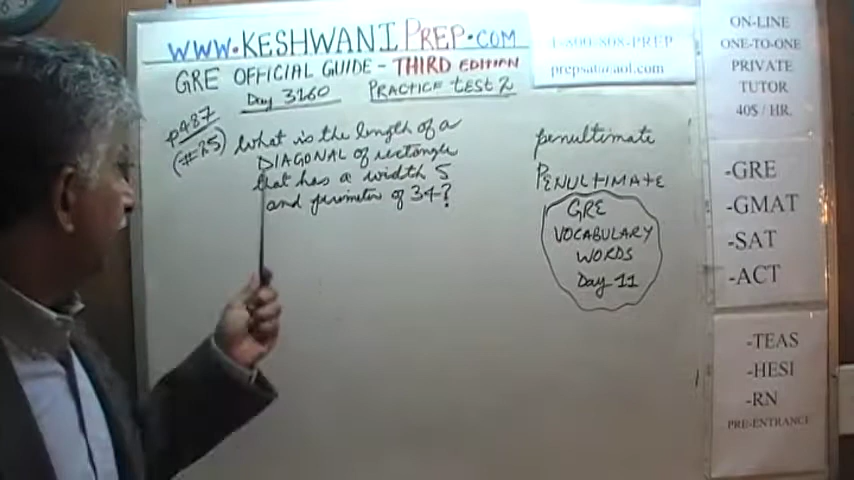 WWW.KESHWANIPREP.COM
GRE OFFICIAL GUIDE - THIRD EDITION
Day 3160 PRACTICE TEST 2
1-800-808-PREP
prepsat@aol.com
p487
(#25)
What is the length of a
DIAGONAL of rectangle
that has a width 5
and perimeter of 34?
penultimate
PENULTIMATE
GRE
VOCABULARY
WORDS
Day 11
ON-LINE
ONE-TO-ONE
PRIVATE
TUTOR
40$ / HR.
-GRE
-GMAT
-SAT
-ACT
-TEAS
-HESI
-RN
PRE-ENTRANCE